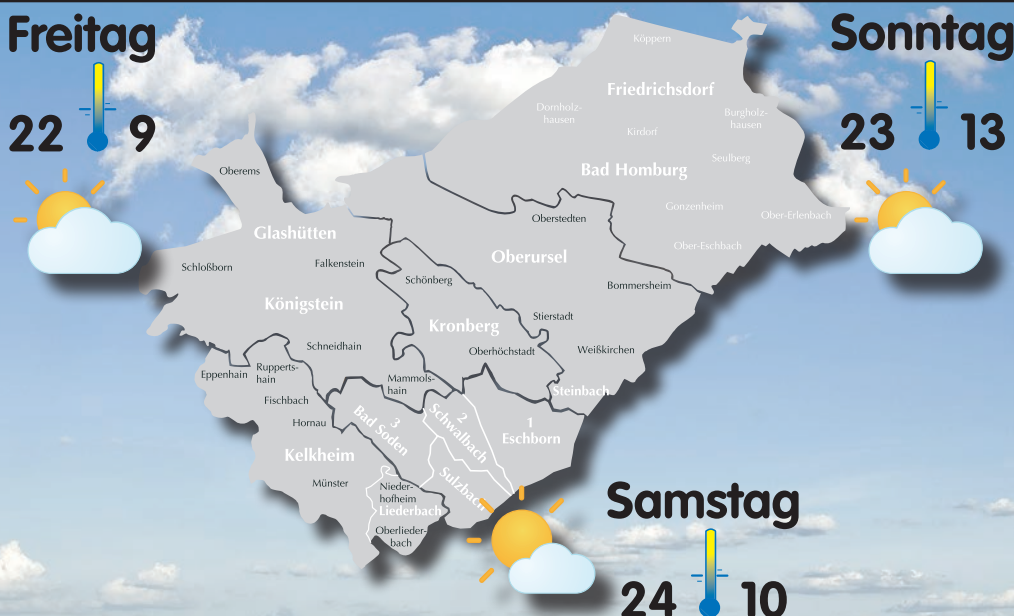 Freitag
22 9
Sonntag
23 13
Köppern
Friedrichsdorf
Dornholz-
hausen
Burgholz-
hausen
Kirdorf
Seulberg
Bad Homburg
Oberems
Gonzenheim
Ober-Erlenbach
Oberstedten
Glashütten
Ober-Eschbach
Oberursel
Schloßborn
Falkenstein
Schönberg
Bommersheim
Königstein
Stierstadt
Kronberg
Schneidhain
Oberhöchstadt
Weißkirchen
Eppenhain
Rupperts-
hain
Mammols-
hain
Steinbach
Fischbach
Hornau
3
Bad Soden
2
Schwalbach
1
Eschborn
Kelkheim
Münster
Sulzbach
Nieder-
hofheim
Liederbach
Oberlieder-
bach
Samstag
24 10